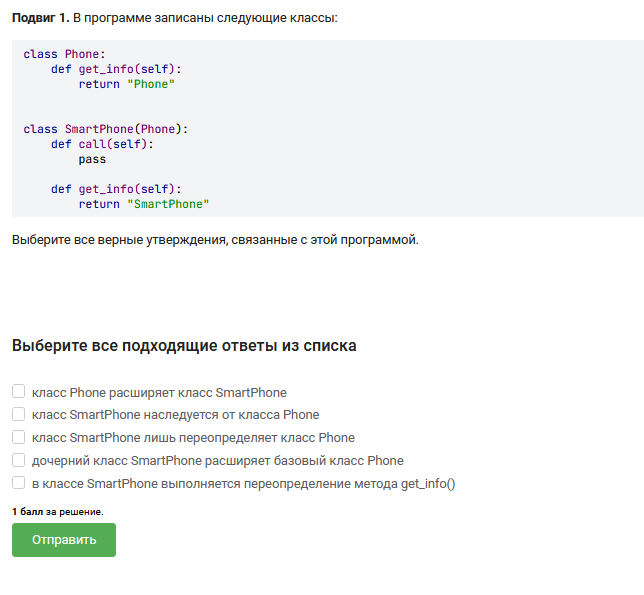 Подвиг 1. В программе записаны следующие классы:
class Phone:
    def get_info(self):
        return "Phone"
class SmartPhone(Phone):
    def call(self):
        pass
    def get_info(self):
        return "SmartPhone"
Выберите все верные утверждения, связанные с этой программой.
Выберите все подходящие ответы из списка
класс Phone расширяет класс SmartPhone
класс SmartPhone наследуется от класса Phone
класс SmartPhone лишь переопределяет класс Phone
дочерний класс SmartPhone расширяет базовый класс Phone
в классе SmartPhone выполняется переопределение метода get_info()
1 балл за решение.
Отправить